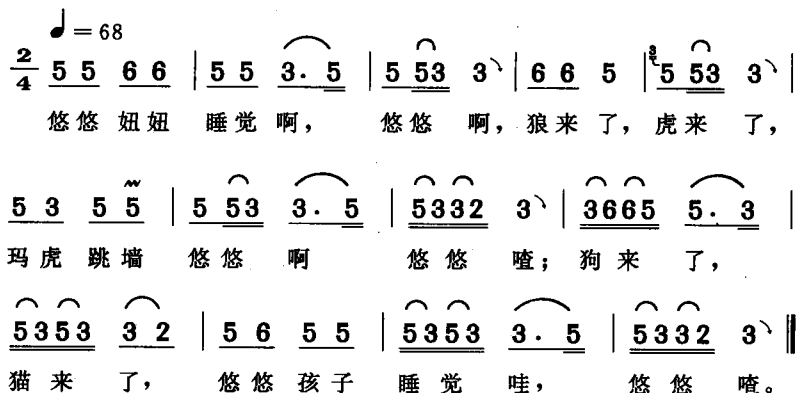 ♩= 68
2/4 5 5 6 6 | 5 5 3. 5 | 5 53 3 | 6 6 5 | 3 5 53 3 |
悠悠妞妞 睡觉啊， 悠悠啊，狼来了，虎来了，
5 3 5 5 | 5 53 3. 5 | 5332 3 | 3665 5. 3 |
玛虎跳墙 悠悠啊 悠悠喳；狗来了，
5353 3 2 | 5 6 5 5 | 5353 3. 5 | 5332 3
猫来了， 悠悠孩子 睡觉哇， 悠悠喳。